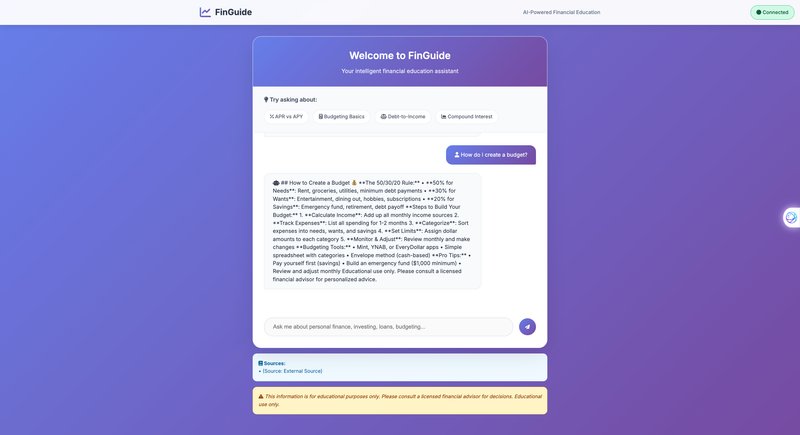 FinGuide
AI-Powered Financial Education
Connected
Welcome to FinGuide
Your intelligent financial education assistant
Try asking about:
APR vs APY
Budgeting Basics
Debt-to-Income
Compound Interest
How do I create a budget?
## How to Create a Budget 💰 **The 50/30/20 Rule:** • **50% for
Needs**: Rent, groceries, utilities, minimum debt payments • **30% for
Wants**: Entertainment, dining out, hobbies, subscriptions • **20% for
Savings**: Emergency fund, retirement, debt payoff **Steps to Build Your
Budget:** 1. **Calculate Income**: Add up all monthly income sources 2.
**Track Expenses**: List all spending for 1-2 months 3. **Categorize**: Sort
expenses into needs, wants, and savings 4. **Set Limits**: Assign dollar
amounts to each category 5. **Monitor & Adjust**: Review monthly and make
changes **Budgeting Tools:** • Mint, YNAB, or EveryDollar apps • Simple
spreadsheet with categories • Envelope method (cash-based) **Pro Tips:** •
Pay yourself first (savings) • Build an emergency fund ($1,000 minimum) •
Review and adjust monthly Educational use only. Please consult a licensed
financial advisor for personalized advice.
Ask me about personal finance, investing, loans, budgeting...
Sources:
• (Source: External Source)
This information is for educational purposes only. Please consult a licensed financial advisor for decisions. Educational
use only.